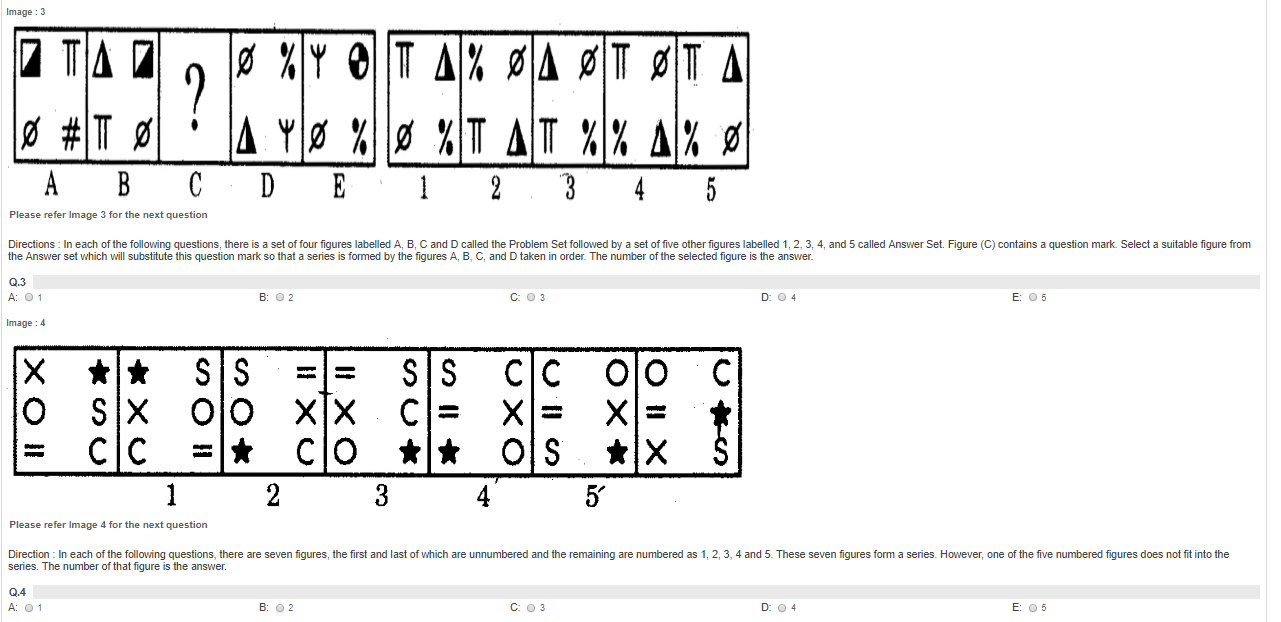 Image : 3
Ø % Ψ % Ø Ø Ø
?
Ø # Ø Ψ Ø % Ø % % % % Ø
A B C D E 1 2 3 4 5
Please refer Image 3 for the next question
Directions : In each of the following questions, there is a set of four figures labelled A, B, C and D called the Problem Set followed by a set of five other figures labelled 1, 2, 3, 4, and 5 called Answer Set. Figure (C) contains a question mark. Select a suitable figure from
the Answer set which will substitute this question mark so that a series is formed by the figures A, B, C, and D taken in order. The number of the selected figure is the answer.
Q.3
A: 1 B: 2 C: 3 D: 4 E: 5
Image : 4
X ★ ★ S S = = S S C C O O C
O S X O O X X C = X = X = ★
= C C = ★ C O ★ ★ O S ★ X S
1 2 3 4 5
Please refer Image 4 for the next question
Direction : In each of the following questions, there are seven figures, the first and last of which are unnumbered and the remaining are numbered as 1, 2, 3, 4 and 5. These seven figures form a series. However, one of the five numbered figures does not fit into the
series. The number of that figure is the answer.
Q.4
A: 1 B: 2 C: 3 D: 4 E: 5